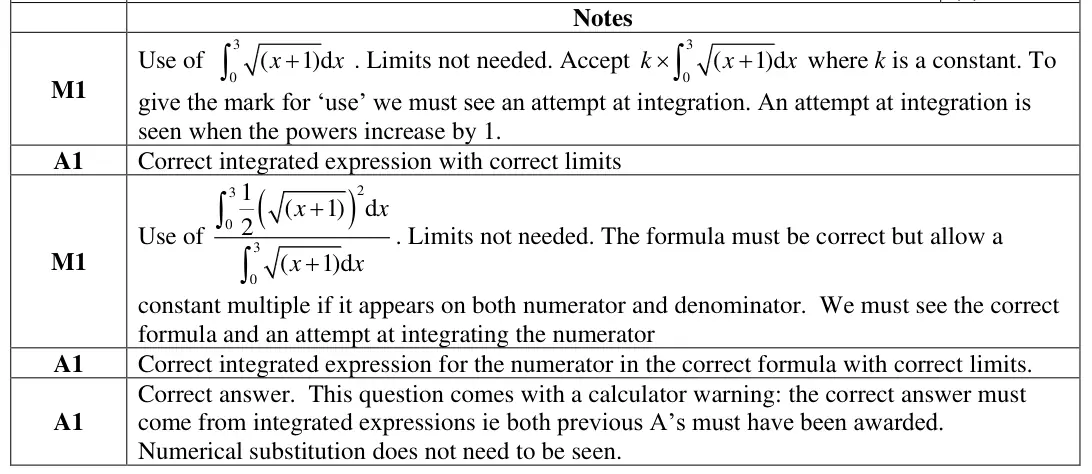 Notes
M1
Use of ∫₀³ √(x+1)dx . Limits not needed. Accept k×∫₀³ √(x+1)dx where k is a constant. To
give the mark for ‘use’ we must see an attempt at integration. An attempt at integration is
seen when the powers increase by 1.
A1 Correct integrated expression with correct limits
M1
Use of (∫₀³ 1/2 (√(x+1))² dx) / (∫₀³ √(x+1)dx) . Limits not needed. The formula must be correct but allow a
constant multiple if it appears on both numerator and denominator. We must see the correct
formula and an attempt at integrating the numerator
A1 Correct integrated expression for the numerator in the correct formula with correct limits.
A1
Correct answer. This question comes with a calculator warning: the correct answer must
come from integrated expressions ie both previous A’s must have been awarded.
Numerical substitution does not need to be seen.